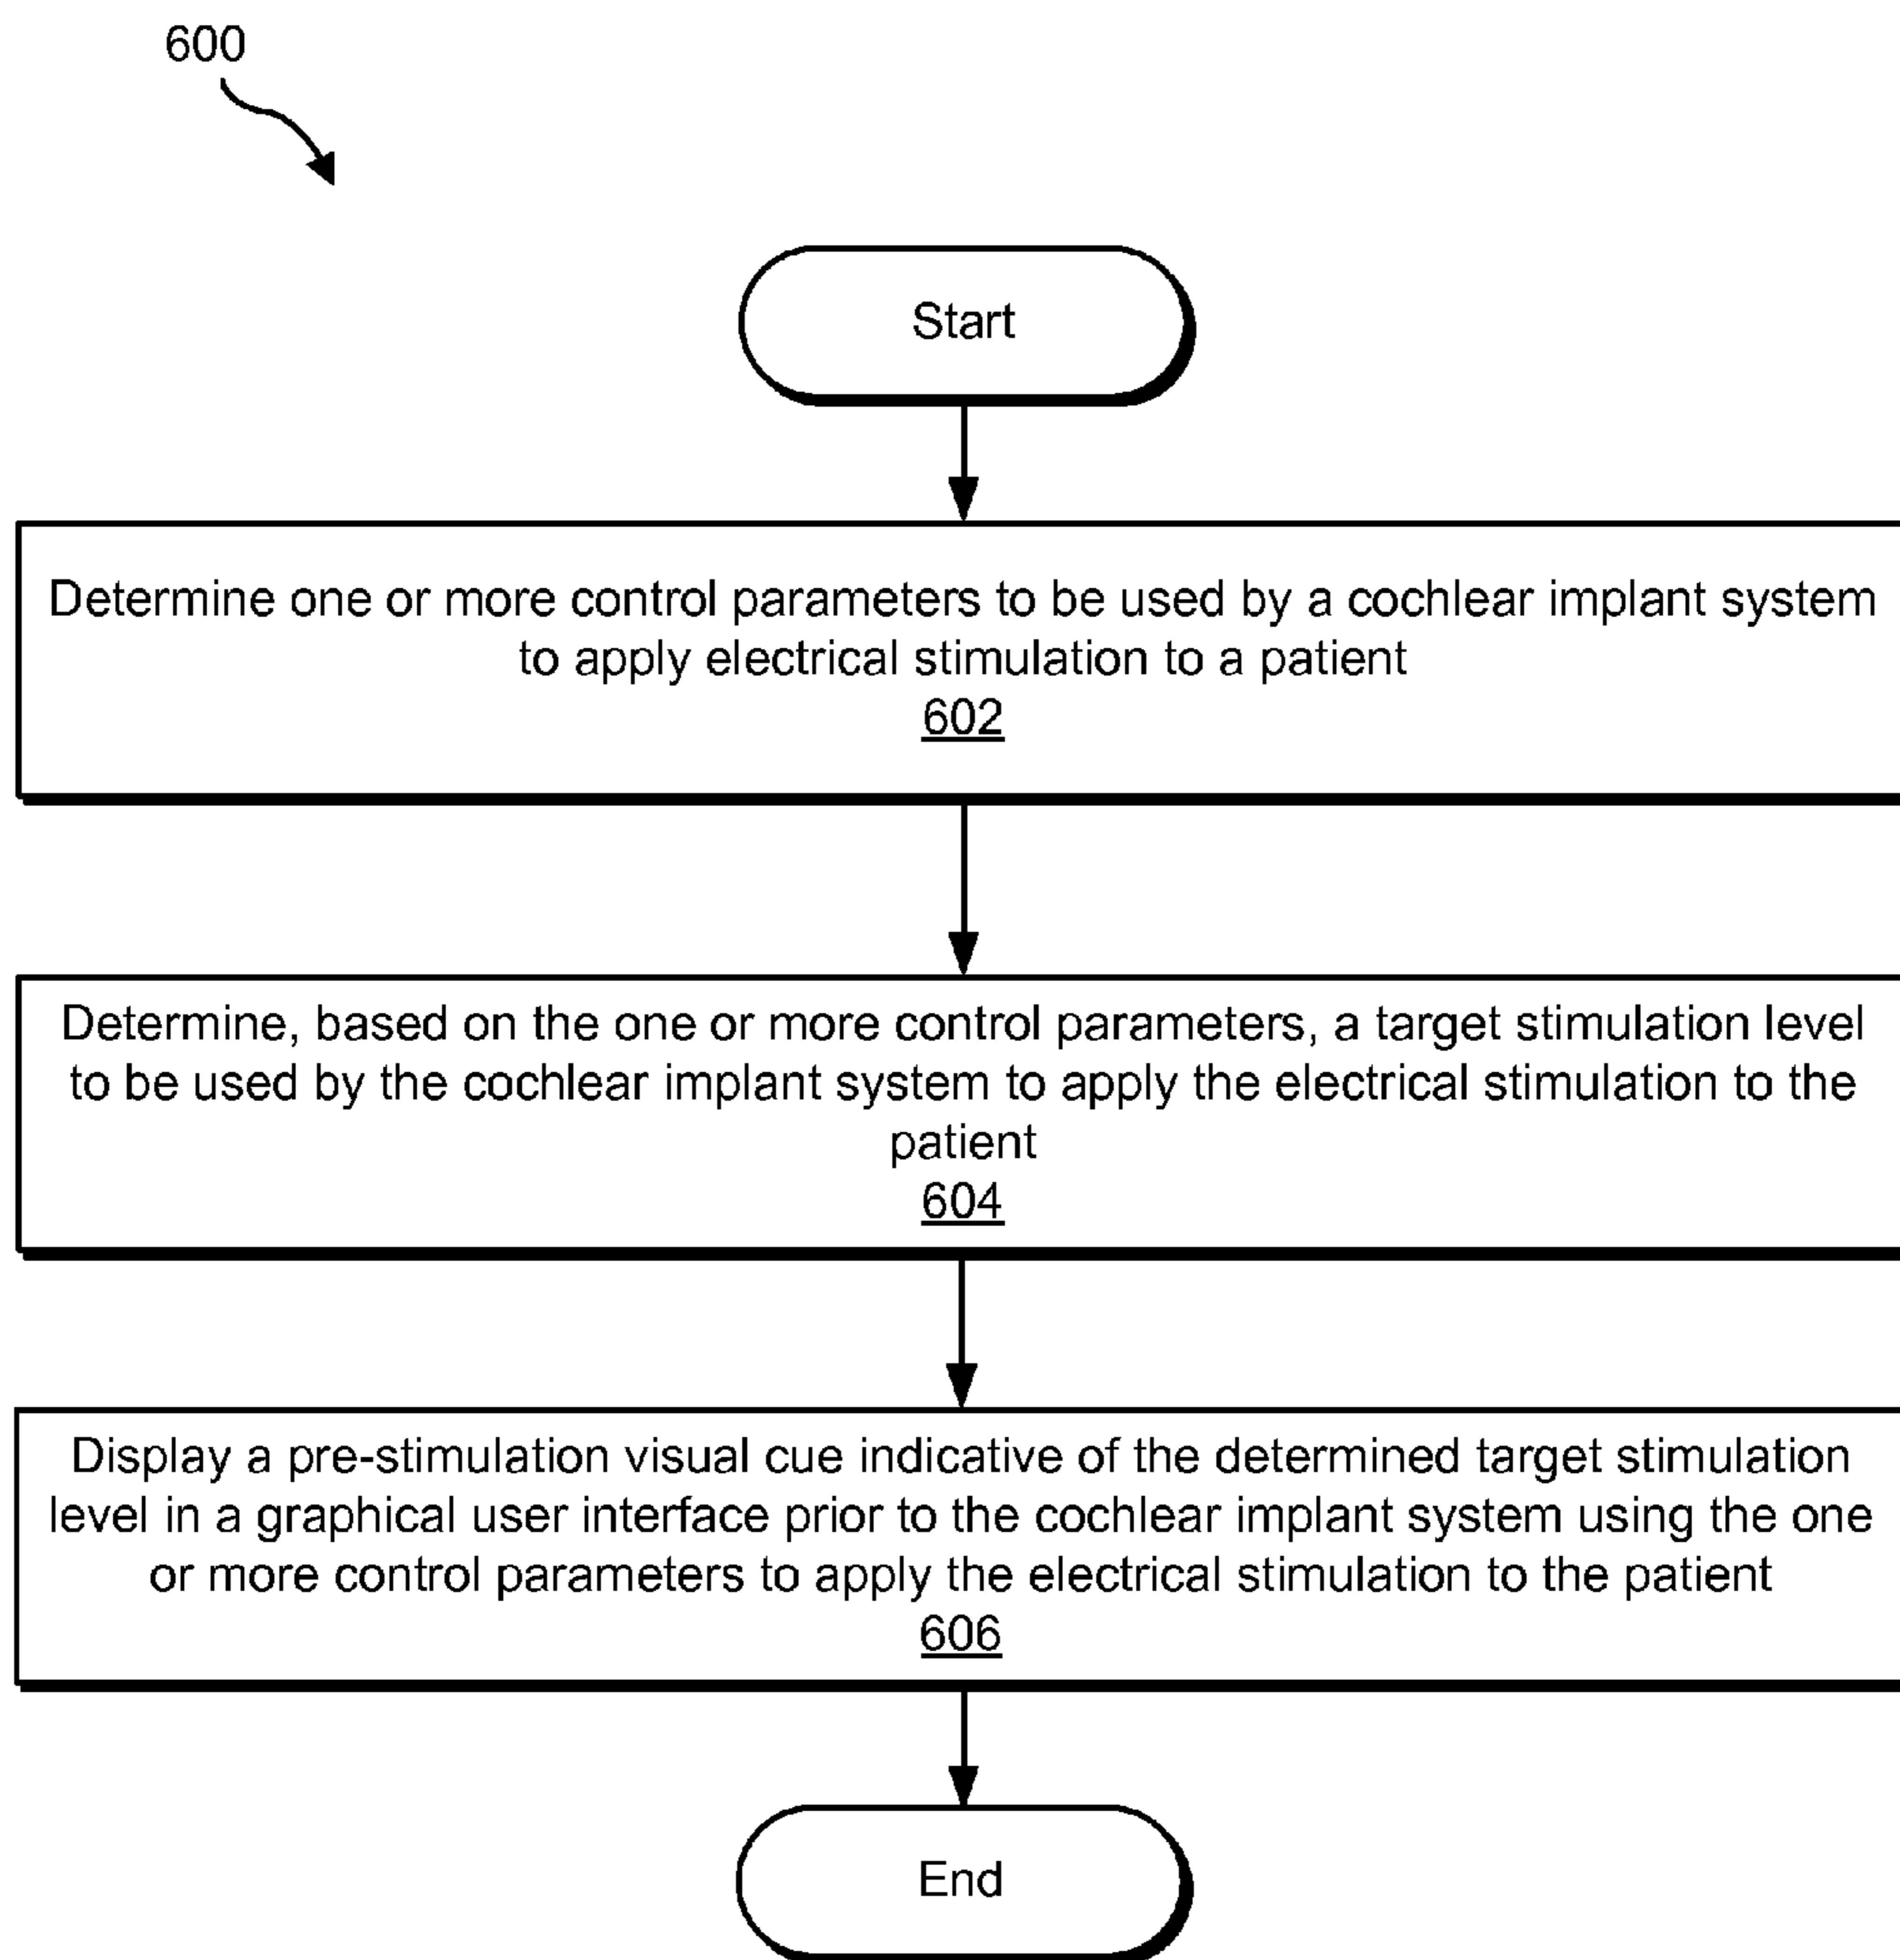 600
Start
Determine one or more control parameters to be used by a cochlear implant system
to apply electrical stimulation to a patient
602
Determine, based on the one or more control parameters, a target stimulation level
to be used by the cochlear implant system to apply the electrical stimulation to the
patient
604
Display a pre-stimulation visual cue indicative of the determined target stimulation
level in a graphical user interface prior to the cochlear implant system using the one
or more control parameters to apply the electrical stimulation to the patient
606
End